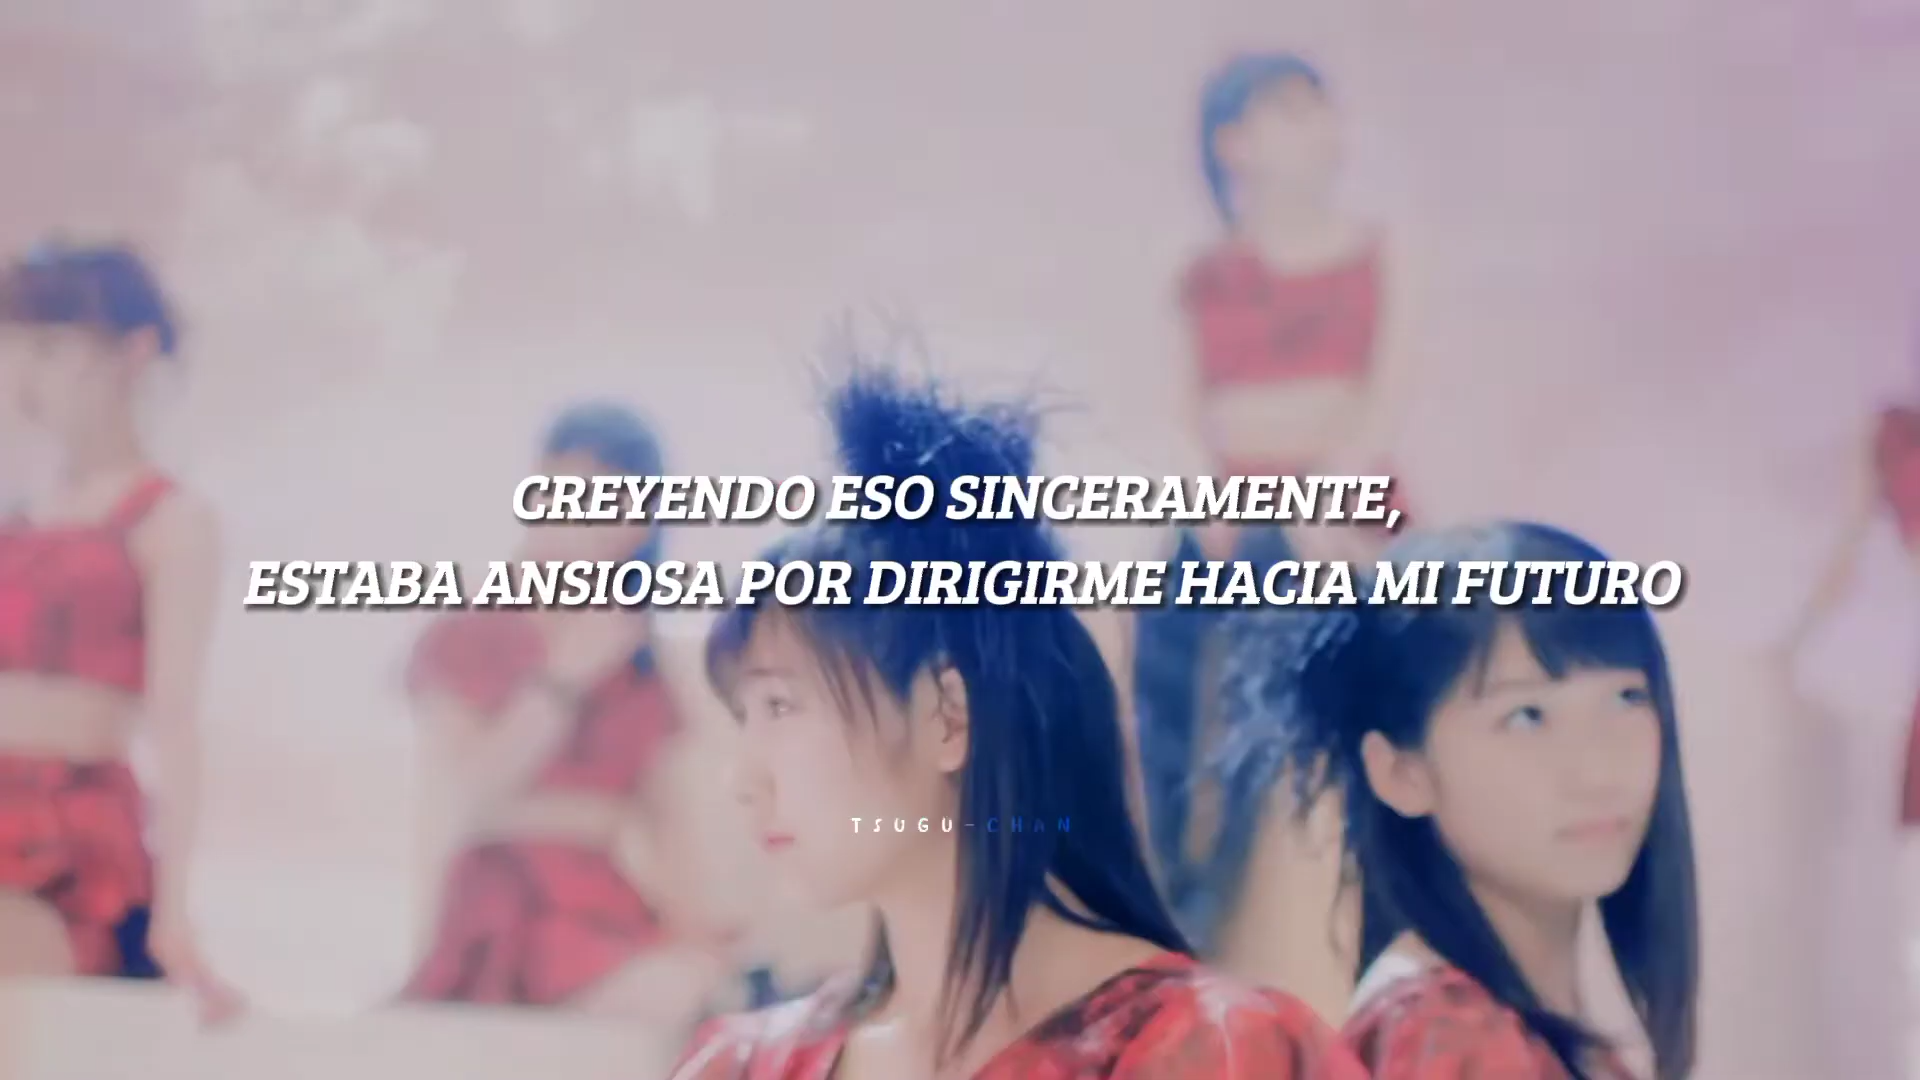 CREYENDO ESO SINCERAMENTE,
ESTABA ANSIOSA POR DIRIGIRME HACIA MI FUTURO
TSUGU-CHAN